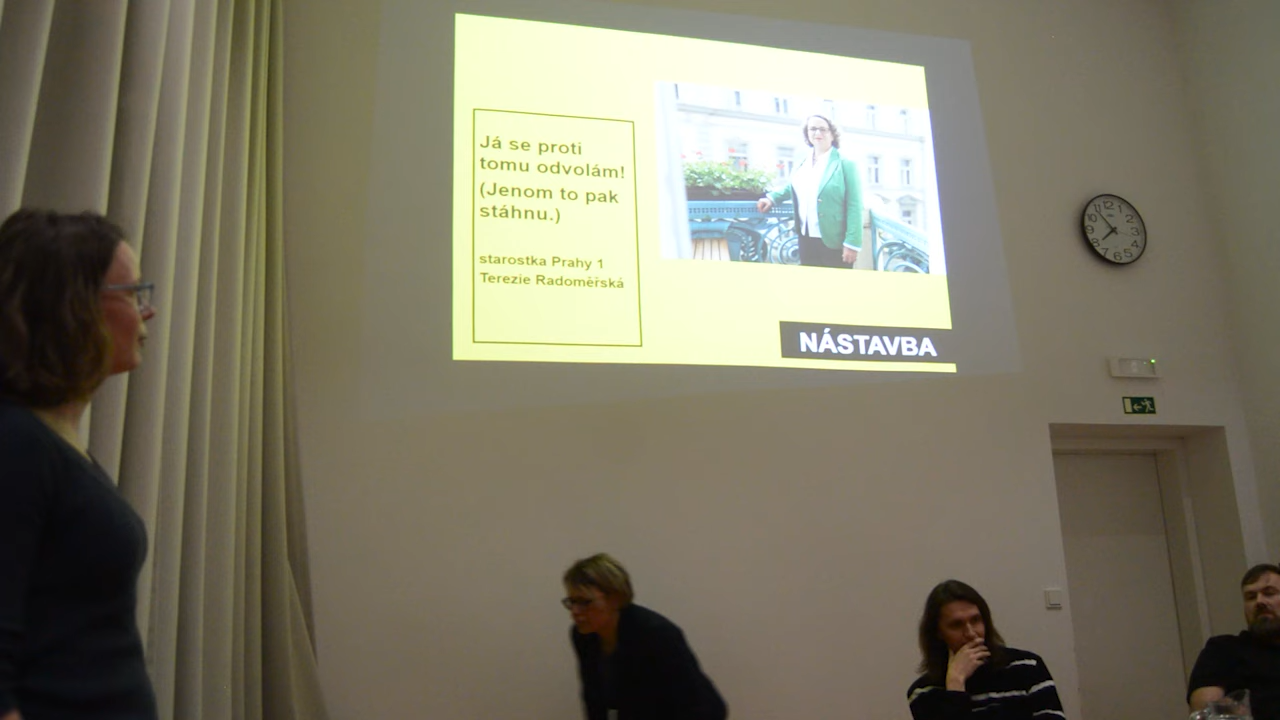 Já se proti
tomu odvolám!
(Jenom to pak
stáhnu.)
starostka Prahy 1
Terezie Radoměřská
NÁSTAVBA